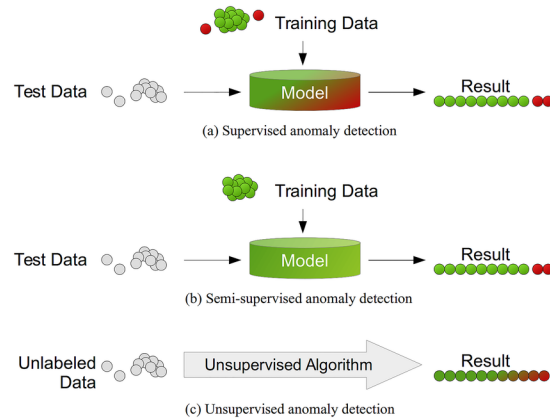 Training Data
Test Data
Model
Result
(a) Supervised anomaly detection
Training Data
Test Data
Model
Result
(b) Semi-supervised anomaly detection
Unlabeled
Data
Unsupervised Algorithm
Result
(c) Unsupervised anomaly detection